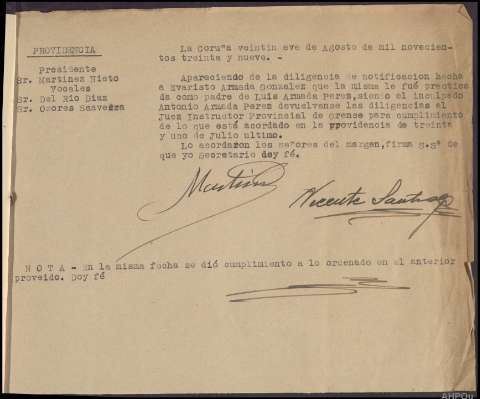 PROVIDENCIA
Presidente
Sr. Martinez Nieto
Vocales
Sr. Del Rio Diaz
Sr. Ozores Saavedra
La Coruña veintin eve de Agosto de mil novecien-
tos treinta y nueve. -
Apareciendo de la diligencia de notificacion hecha
a Evaristo Armada Gonzalez que la misma le fué practica
da como padre de Luis Armada Perez, siendo el inculpado
Antonio Armada Perez devuelvanse las diligencias al
Juez Instructor Provincial de Orense para cumplimiento
de lo que está acordado en la providencia de treinta
y uno de Julio ultimo.
Lo acordaron los señores del margen, firma S.Sª de
que yo Secretario doy fé.
Martinez
Vicente Santiago
NOTA - En la misma fecha se dió cumplimiento a lo ordenado en el anterior
proveido. Doy fé
AHPOu